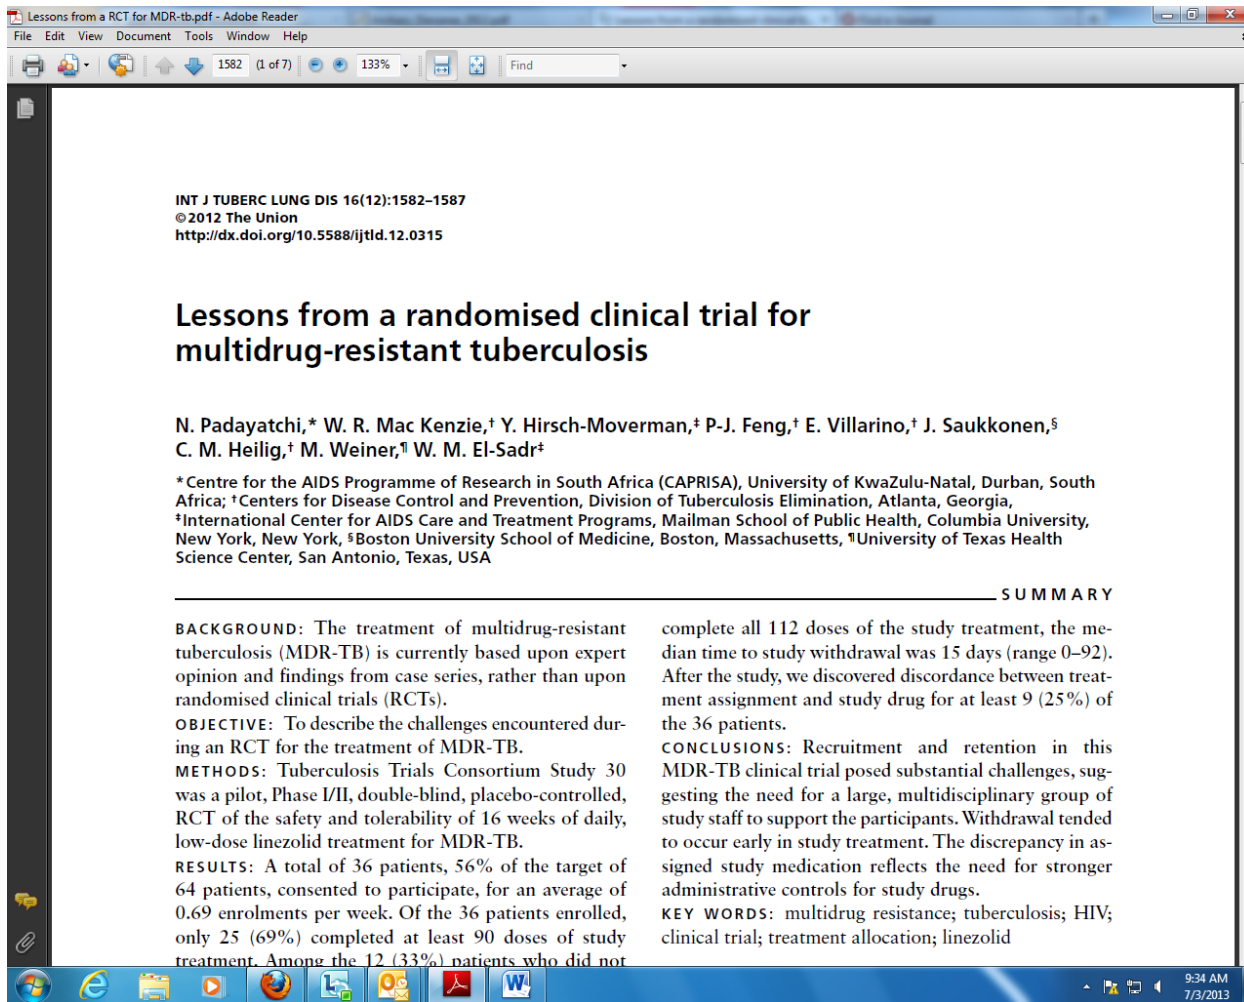 Lessons from a RCT for MDR-tb.pdf - Adobe Reader
File Edit View Document Tools Window Help
1582 (1 of 7) 133% Find
INT J TUBERC LUNG DIS 16(12):1582–1587
©2012 The Union
http://dx.doi.org/10.5588/ijtld.12.0315
Lessons from a randomised clinical trial for
multidrug-resistant tuberculosis
N. Padayatchi,* W. R. Mac Kenzie,† Y. Hirsch-Moverman,‡ P-J. Feng,† E. Villarino,† J. Saukkonen,§
C. M. Heilig,† M. Weiner,¶ W. M. El-Sadr‡
*Centre for the AIDS Programme of Research in South Africa (CAPRISA), University of KwaZulu-Natal, Durban, South
Africa; †Centers for Disease Control and Prevention, Division of Tuberculosis Elimination, Atlanta, Georgia,
‡International Center for AIDS Care and Treatment Programs, Mailman School of Public Health, Columbia University,
New York, New York, §Boston University School of Medicine, Boston, Massachusetts, ¶University of Texas Health
Science Center, San Antonio, Texas, USA
SUMMARY
BACKGROUND: The treatment of multidrug-resistant
tuberculosis (MDR-TB) is currently based upon expert
opinion and findings from case series, rather than upon
randomised clinical trials (RCTs).
OBJECTIVE: To describe the challenges encountered dur-
ing an RCT for the treatment of MDR-TB.
METHODS: Tuberculosis Trials Consortium Study 30
was a pilot, Phase I/II, double-blind, placebo-controlled,
RCT of the safety and tolerability of 16 weeks of daily,
low-dose linezolid treatment for MDR-TB.
RESULTS: A total of 36 patients, 56% of the target of
64 patients, consented to participate, for an average of
0.69 enrolments per week. Of the 36 patients enrolled,
only 25 (69%) completed at least 90 doses of study
treatment. Among the 12 (33%) patients who did not
complete all 112 doses of the study treatment, the me-
dian time to study withdrawal was 15 days (range 0–92).
After the study, we discovered discordance between treat-
ment assignment and study drug for at least 9 (25%) of
the 36 patients.
CONCLUSIONS: Recruitment and retention in this
MDR-TB clinical trial posed substantial challenges, sug-
gesting the need for a large, multidisciplinary group of
study staff to support the participants. Withdrawal tended
to occur early in study treatment. The discrepancy in as-
signed study medication reflects the need for stronger
administrative controls for study drugs.
KEY WORDS: multidrug resistance; tuberculosis; HIV;
clinical trial; treatment allocation; linezolid
9:34 AM
7/3/2013